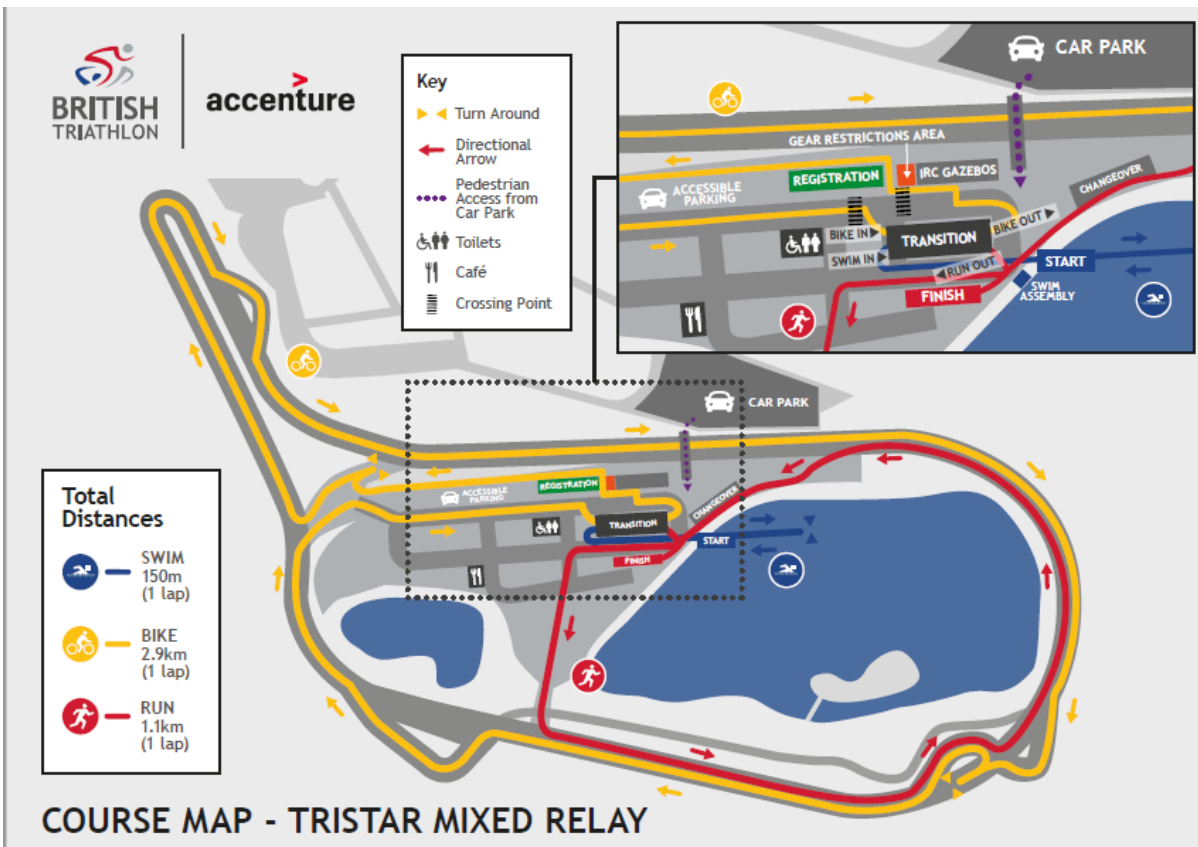 BRITISH
TRIATHLON
accenture
Key
Turn Around
Directional
Arrow
Pedestrian
Access from
Car Park
Toilets
Café
Crossing Point
CAR PARK
GEAR RESTRICTIONS AREA
IRC GAZEBOS
REGISTRATION
ACCESSIBLE
PARKING
CHANGEOVER
BIKE IN
TRANSITION
BIKE OUT
SWIM IN
RUN OUT
START
SWIM
ASSEMBLY
FINISH
CAR PARK
REGISTRATION
ACCESSIBLE
PARKING
CHANGEOVER
TRANSITION
START
FINISH
Total
Distances
SWIM
150m
(1 lap)
BIKE
2.9km
(1 lap)
RUN
1.1km
(1 lap)
COURSE MAP - TRISTAR MIXED RELAY